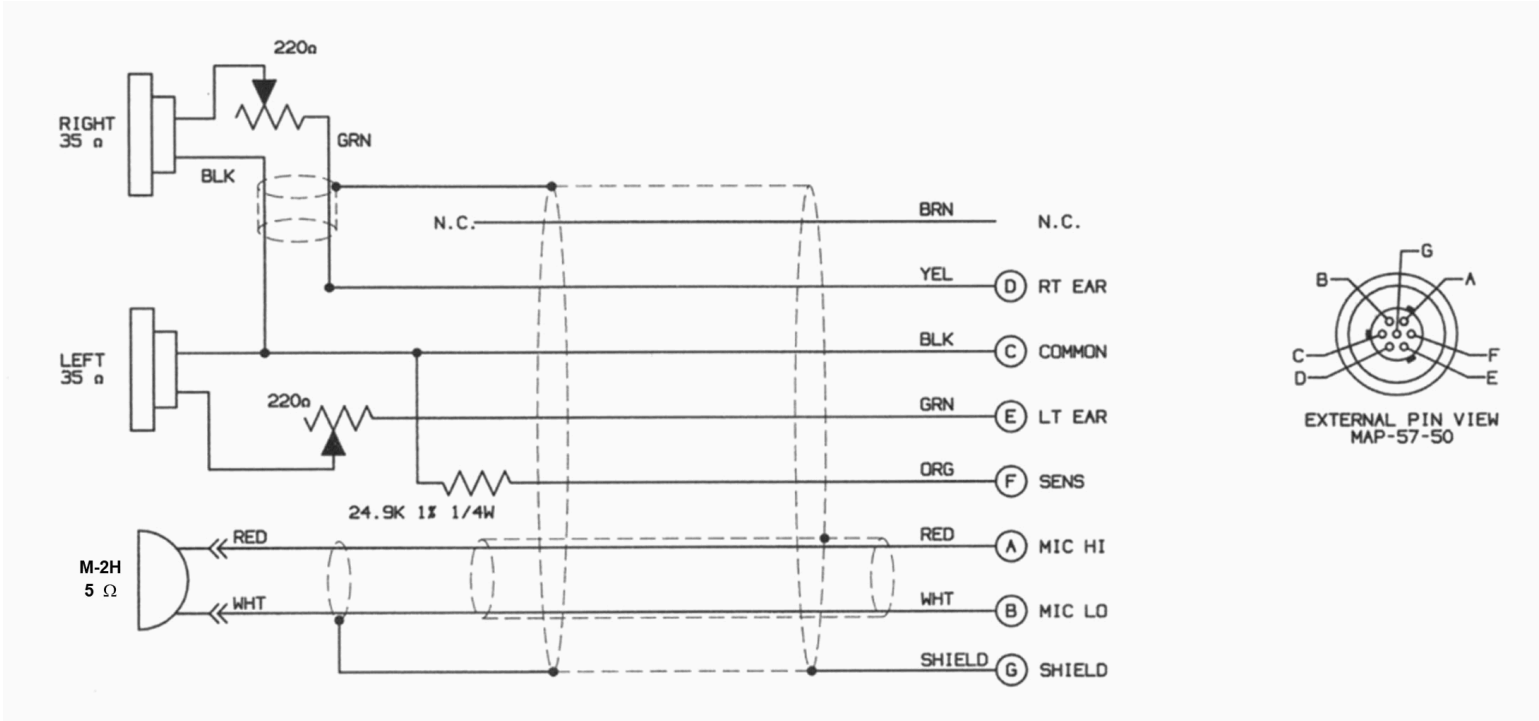 220Ω
RIGHT
35 Ω
GRN
BLK
N.C.
BRN
N.C.
YEL
D
RT EAR
BLK
C
COMMON
LEFT
35 Ω
220Ω
GRN
E
LT EAR
ORG
F
SENS
24.9K 1% 1/4W
RED
RED
A
MIC HI
M-2H
5 Ω
WHT
WHT
B
MIC LO
SHIELD
G
SHIELD
G
B
A
C
F
D
E
EXTERNAL PIN VIEW
MAP-57-50